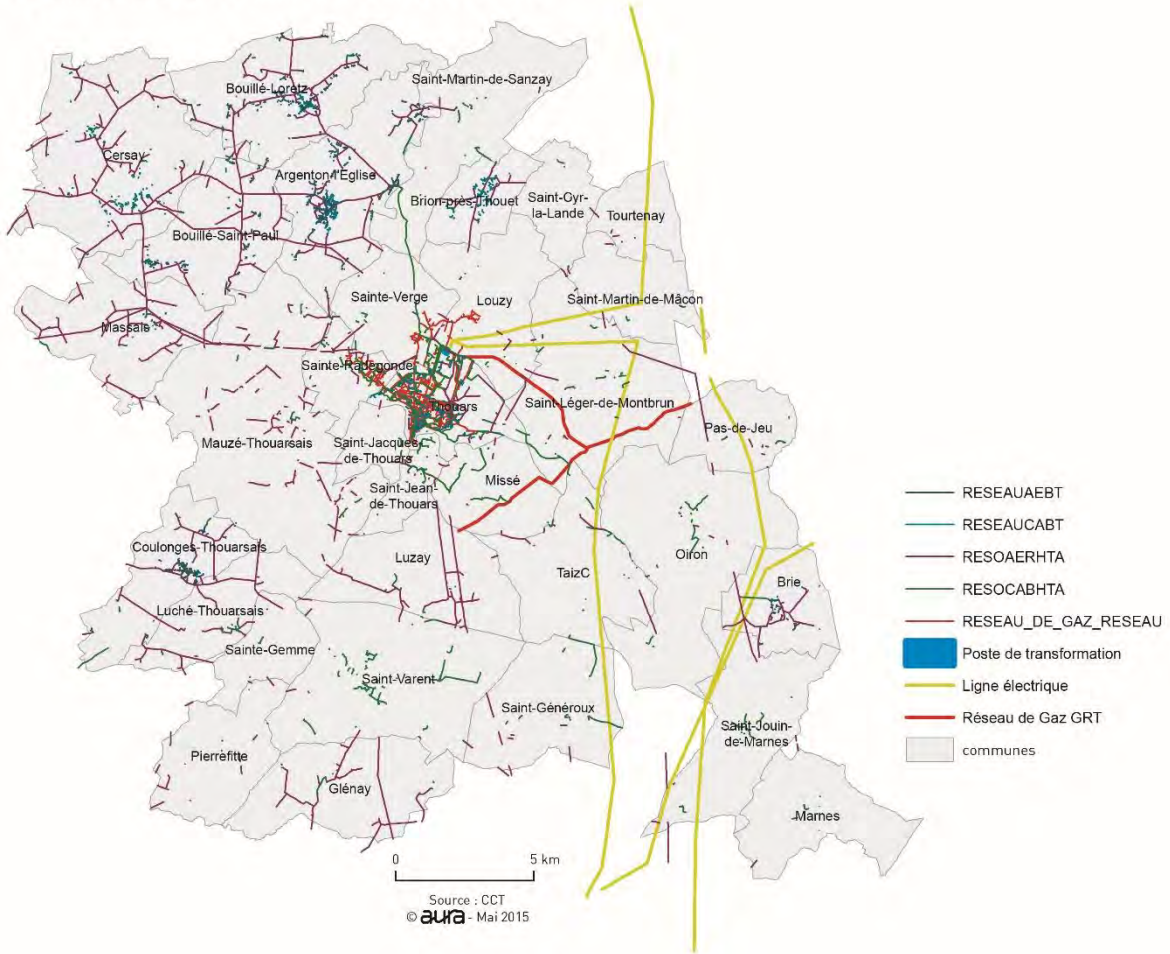 Saint-Martin-de-Sanzay
Bouillé-Loretz
Cersay
Argenton-l'Eglise
Brion-près-Thouet
Saint-Cyr-
la-Lande
Tourtenay
Bouillé-Saint-Paul
Sainte-Verge
Louzy
Saint-Martin-de-Mâcon
Massais
Sainte-Radegonde
Thouars
Saint-Léger-de-Montbrun
Pas-de-Jeu
Mauzé-Thouarsais
Saint-Jacques-
de-Thouars
Missé
Saint-Jean-
de-Thouars
Coulonges-Thouarsais
Luzay
TaizC
Oiron
Brie
Luché-Thouarsais
Sainte-Gemme
Saint-Varent
Saint-Généroux
Saint-Jouin-
de-Marnes
Pierrefitte
Glénay
Marnes
RESEAUAEBT
RESEAUCABT
RESOAERHTA
RESOCABHTA
RESEAU_DE_GAZ_RESEAU
Poste de transformation
Ligne électrique
Réseau de Gaz GRT
communes
0 5 km
Source : CCT
© aura - Mai 2015